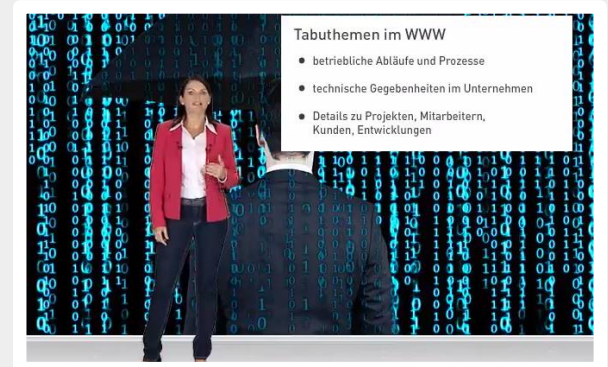 Tabuthemen im WWW
● betriebliche Abläufe und Prozesse
● technische Gegebenheiten im Unternehmen
● Details zu Projekten, Mitarbeitern,
Kunden, Entwicklungen